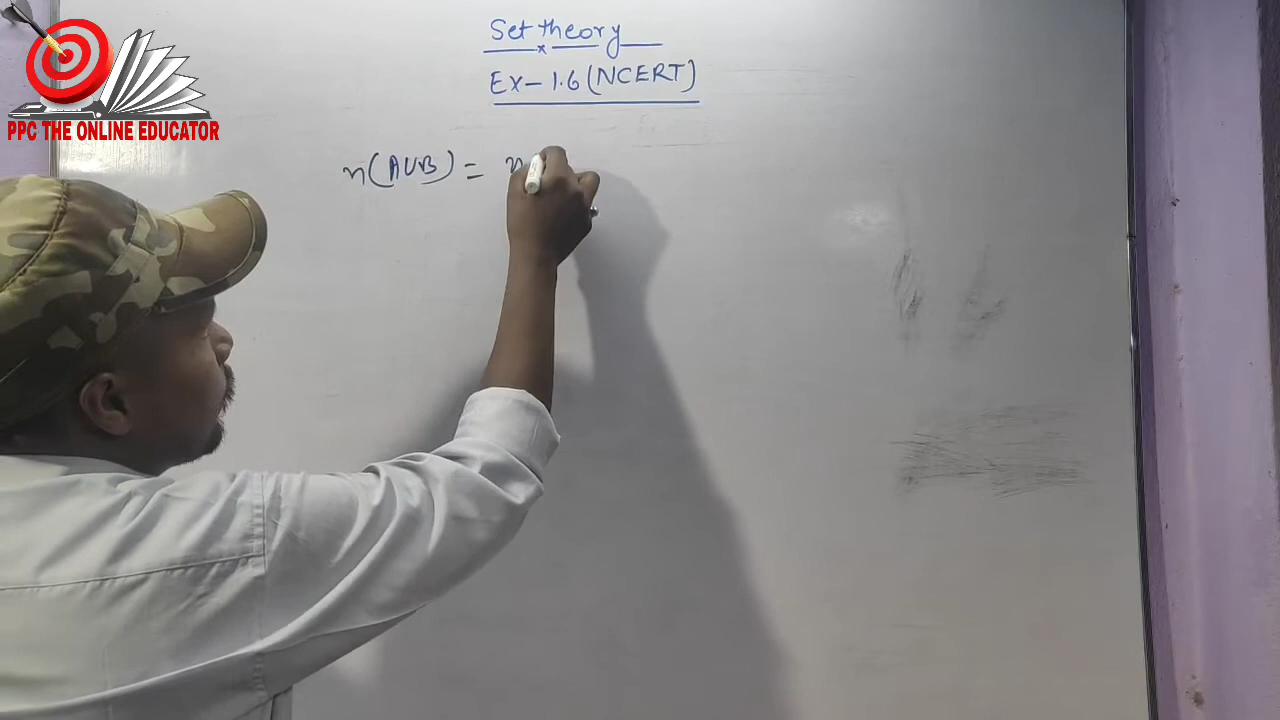 PPC THE ONLINE EDUCATOR
Set theory
Ex-1.6 (NCERT)
n(AUB) = n